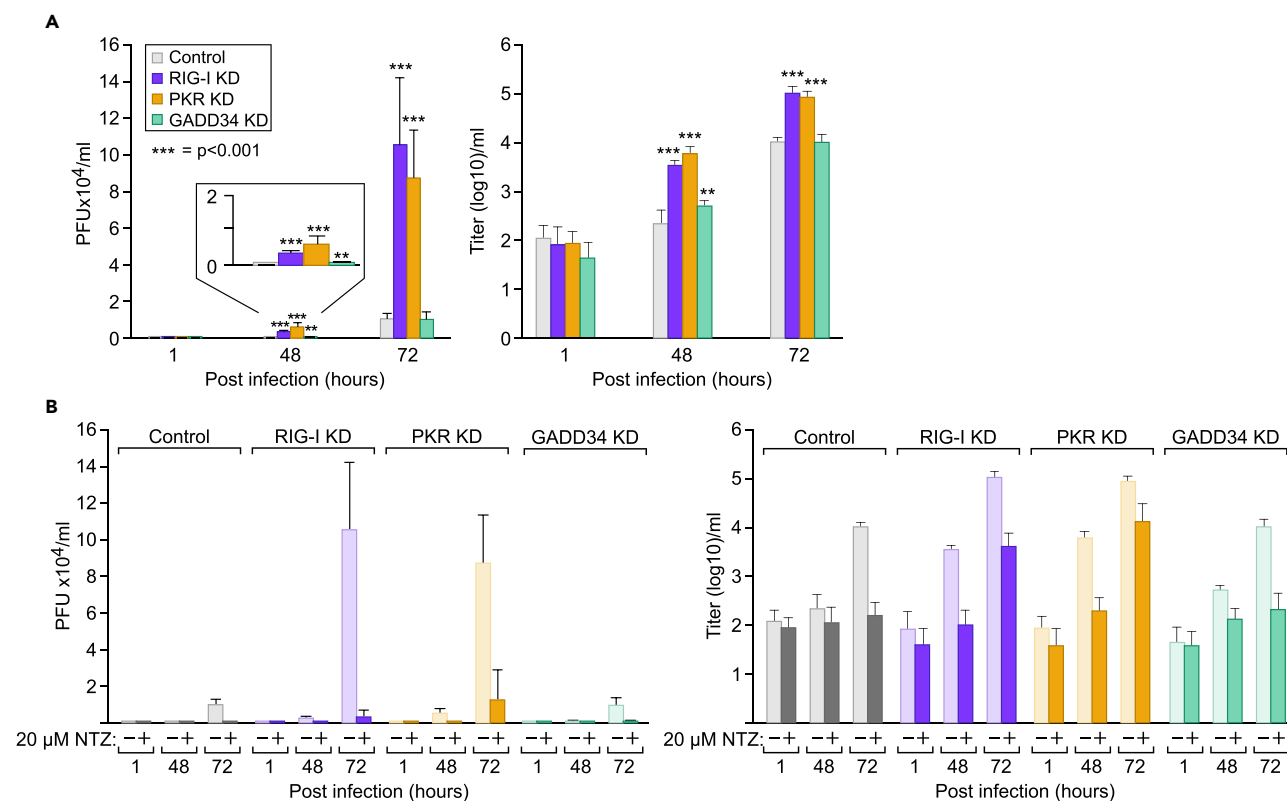 A
16
14
12
10
8
6
4
2
0
PFUx10⁴/ml
Control
RIG-I KD
PKR KD
GADD34 KD
*** = p<0.001
2
0
***
***
**
***
***
**
***
***
1
48
72
Post infection (hours)
6
5
4
3
2
1
0
Titer (log10)/ml
***
***
**
***
***
1
48
72
Post infection (hours)
B
16
14
12
10
8
6
4
2
PFU x10⁴/ml
Control
RIG-I KD
PKR KD
GADD34 KD
20 µM NTZ: −+ −+ −+ −+ −+ −+ −+ −+ −+ −+ −+ −+
1 48 72 1 48 72 1 48 72 1 48 72
Post infection (hours)
6
5
4
3
2
1
Titer (log10)/ml
Control
RIG-I KD
PKR KD
GADD34 KD
20 µM NTZ: −+ −+ −+ −+ −+ −+ −+ −+ −+ −+ −+ −+
1 48 72 1 48 72 1 48 72 1 48 72
Post infection (hours)